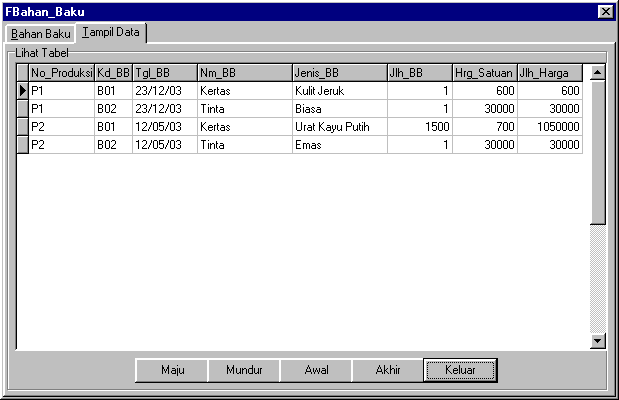 FBahan_Baku
Bahan Baku Tampil Data
Lihat Tabel
No_Produksi Kd_BB Tgl_BB Nm_BB Jenis_BB Jlh_BB Hrg_Satuan Jlh_Harga
P1 B01 23/12/03 Kertas Kulit Jeruk 1 600 600
P1 B02 23/12/03 Tinta Biasa 1 30000 30000
P2 B01 12/05/03 Kertas Urat Kayu Putih 1500 700 1050000
P2 B02 12/05/03 Tinta Emas 1 30000 30000
Maju Mundur Awal Akhir Keluar